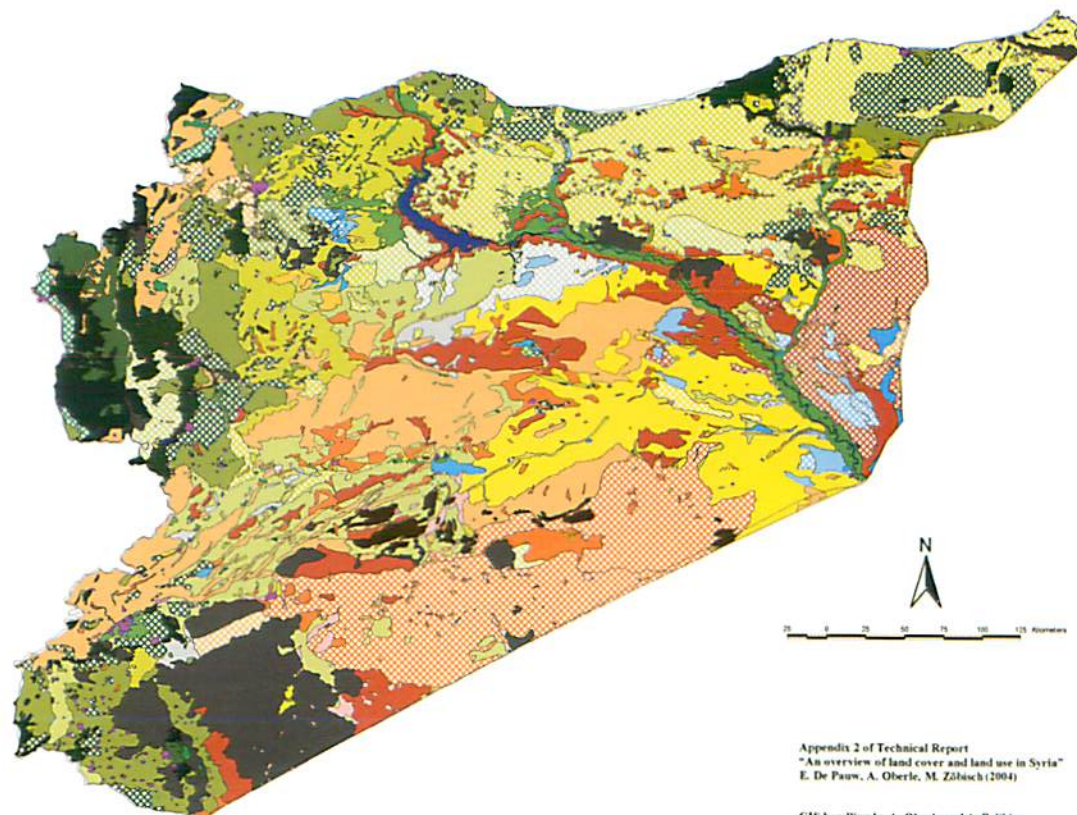 N
25 0 25 50 75 100 125 Kilometers
Appendix 2 of Technical Report
"An overview of land cover and land use in Syria"
E. De Pauw, A. Oberle, M. Zöbisch (2004)